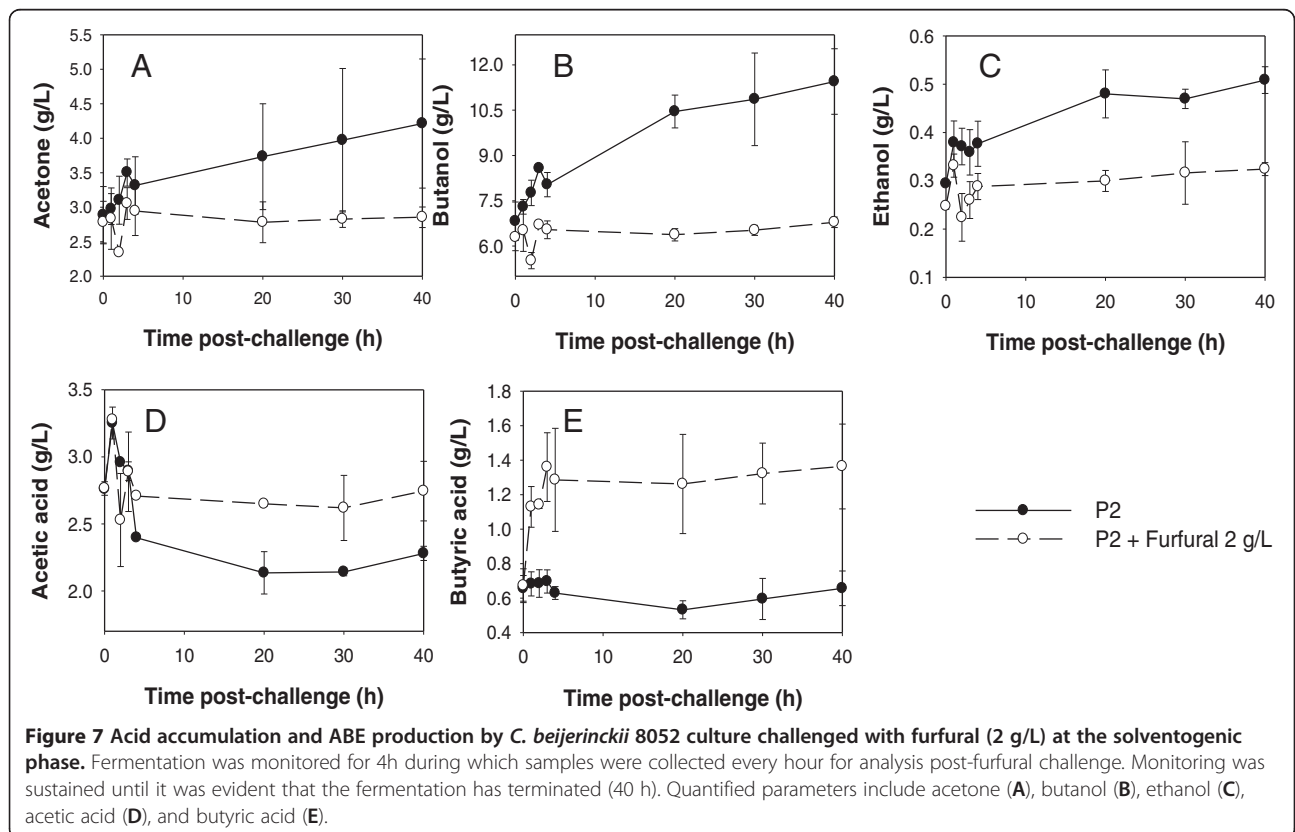 A
Acetone (g/L)
5.5
5.0
4.5
4.0
3.5
3.0
2.5
2.0
0 10 20 30 40
Time post-challenge (h)
B
Butanol (g/L)
12.0
10.5
9.0
7.5
6.0
0 10 20 30 40
Time post-challenge (h)
C
Ethanol (g/L)
0.6
0.5
0.4
0.3
0.2
0.1
0 10 20 30 40
Time post-challenge (h)
D
Acetic acid (g/L)
3.5
3.0
2.5
2.0
0 10 20 30 40
Time post-challenge (h)
E
Butyric acid (g/L)
1.8
1.6
1.4
1.2
1.0
0.8
0.6
0.4
0 10 20 30 40
Time post-challenge (h)
P2
P2 + Furfural 2 g/L
Figure 7 Acid accumulation and ABE production by C. beijerinckii 8052 culture challenged with furfural (2 g/L) at the solventogenic
phase. Fermentation was monitored for 4h during which samples were collected every hour for analysis post-furfural challenge. Monitoring was
sustained until it was evident that the fermentation has terminated (40 h). Quantified parameters include acetone (A), butanol (B), ethanol (C),
acetic acid (D), and butyric acid (E).